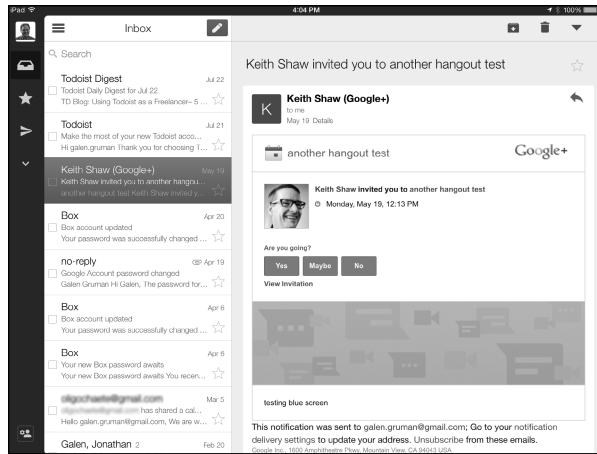 iPad
4:04 PM
100%
Inbox
Search
Todoist Digest Jul 22
Todoist Daily Digest for Jul 22
TD Blog: Using Todoist as a Freelancer– 5 ...
Todoist Jul 21
Make the most of your new Todoist acco...
Hi galen.gruman Thank you for choosing T...
Keith Shaw (Google+) May 19
Keith Shaw invited you to another hangou...
another hangout test Keith Shaw invited y...
Box Apr 20
Box account updated
Your password was successfully changed ...
no-reply Apr 19
Google Account password changed
Galen Gruman Hi Galen, The password for...
Box Apr 6
Box account updated
Your password was successfully changed ...
Box Apr 6
Your new Box password awaits
Your new Box password awaits You recen...
Mar 5
has shared a cal...
Hello galen.gruman@gmail.com, We are w...
Galen, Jonathan 2 Feb 20
Keith Shaw invited you to another hangout test
K
Keith Shaw (Google+)
to me
May 19 Details
another hangout test
Google+
Keith Shaw invited you to another hangout test
Monday, May 19, 12:13 PM
Are you going?
Yes Maybe No
View Invitation
testing blue screen
This notification was sent to galen.gruman@gmail.com; Go to your notification
delivery settings to update your address. Unsubscribe from these emails.
Google Inc., 1600 Amphitheatre Pkwy, Mountain View, CA 94043 USA